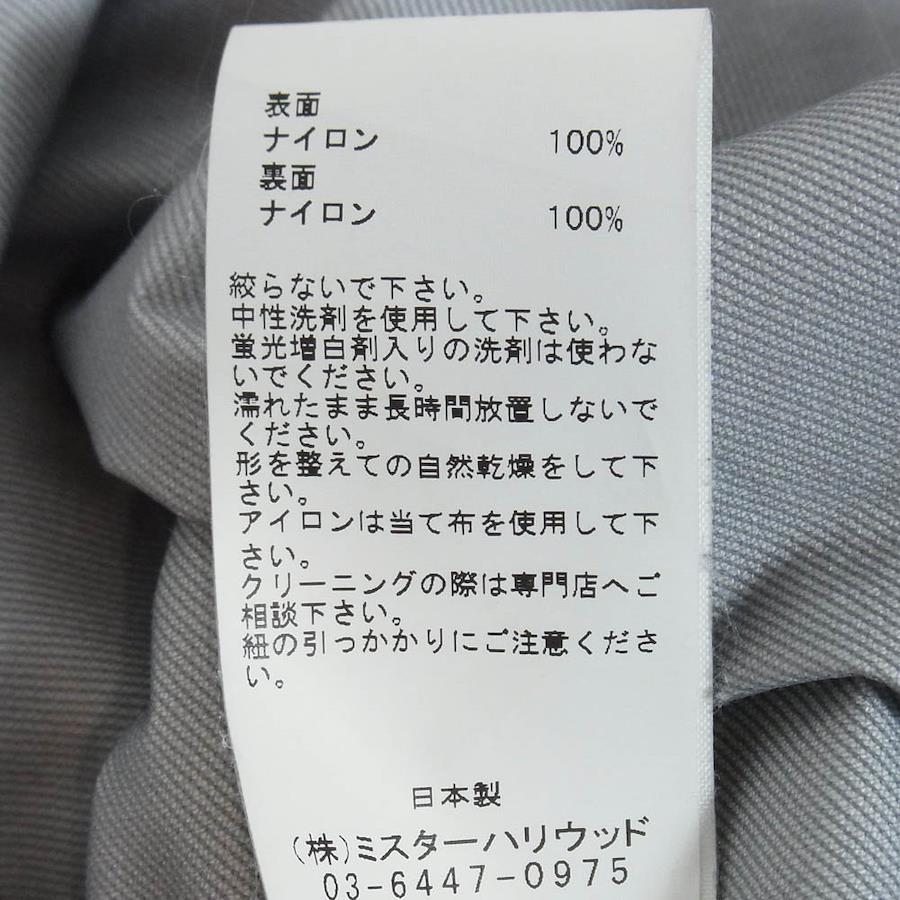 表面
ナイロン 100%
裏面
ナイロン 100%
絞らないで下さい。
中性洗剤を使用して下さい。
蛍光増白剤入りの洗剤は使わな
いでください。
濡れたまま長時間放置しないで
ください。
形を整えての自然乾燥をして下
さい。
アイロンは当て布を使用して下
さい。
クリーニングの際は専門店へご
相談下さい。
紐の引っかかりにご注意くださ
い。
日本製
(株)ミスターハリウッド
03-6447-0975